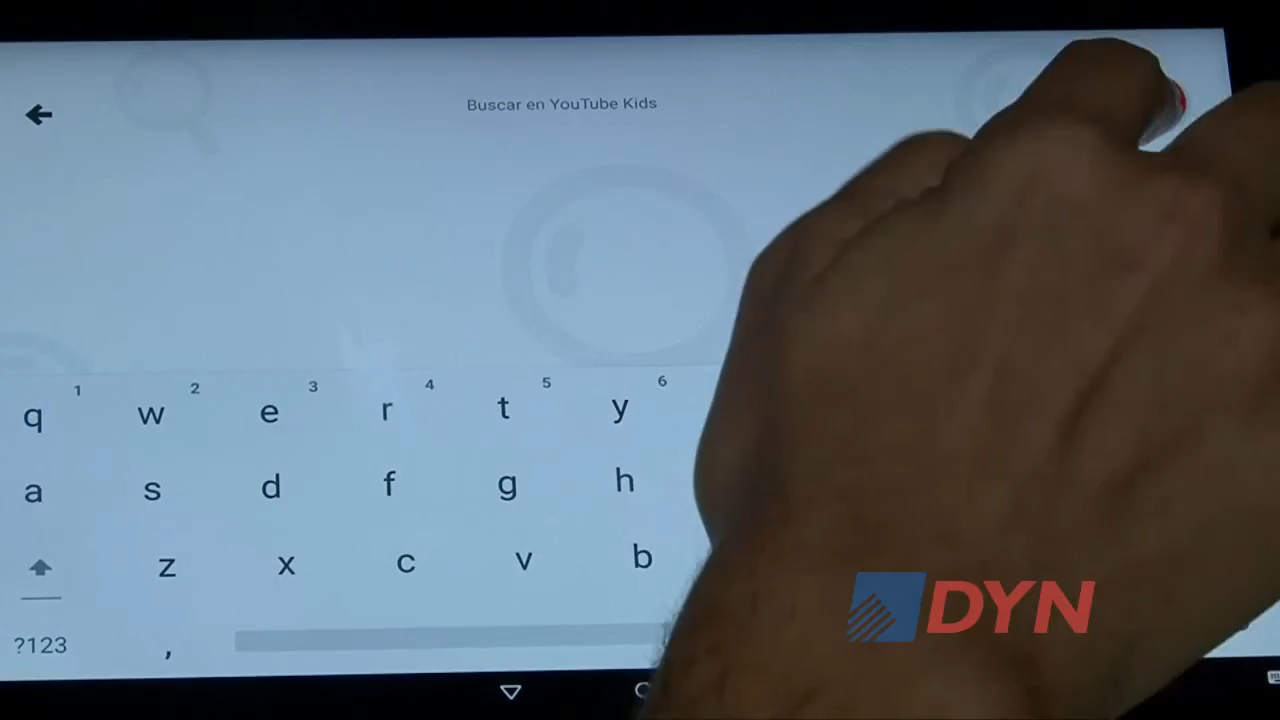 Buscar en YouTube Kids
1 2 3 4 5 6
q w e r t y
a s d f g h
z x c v b
?123 ,
DYN